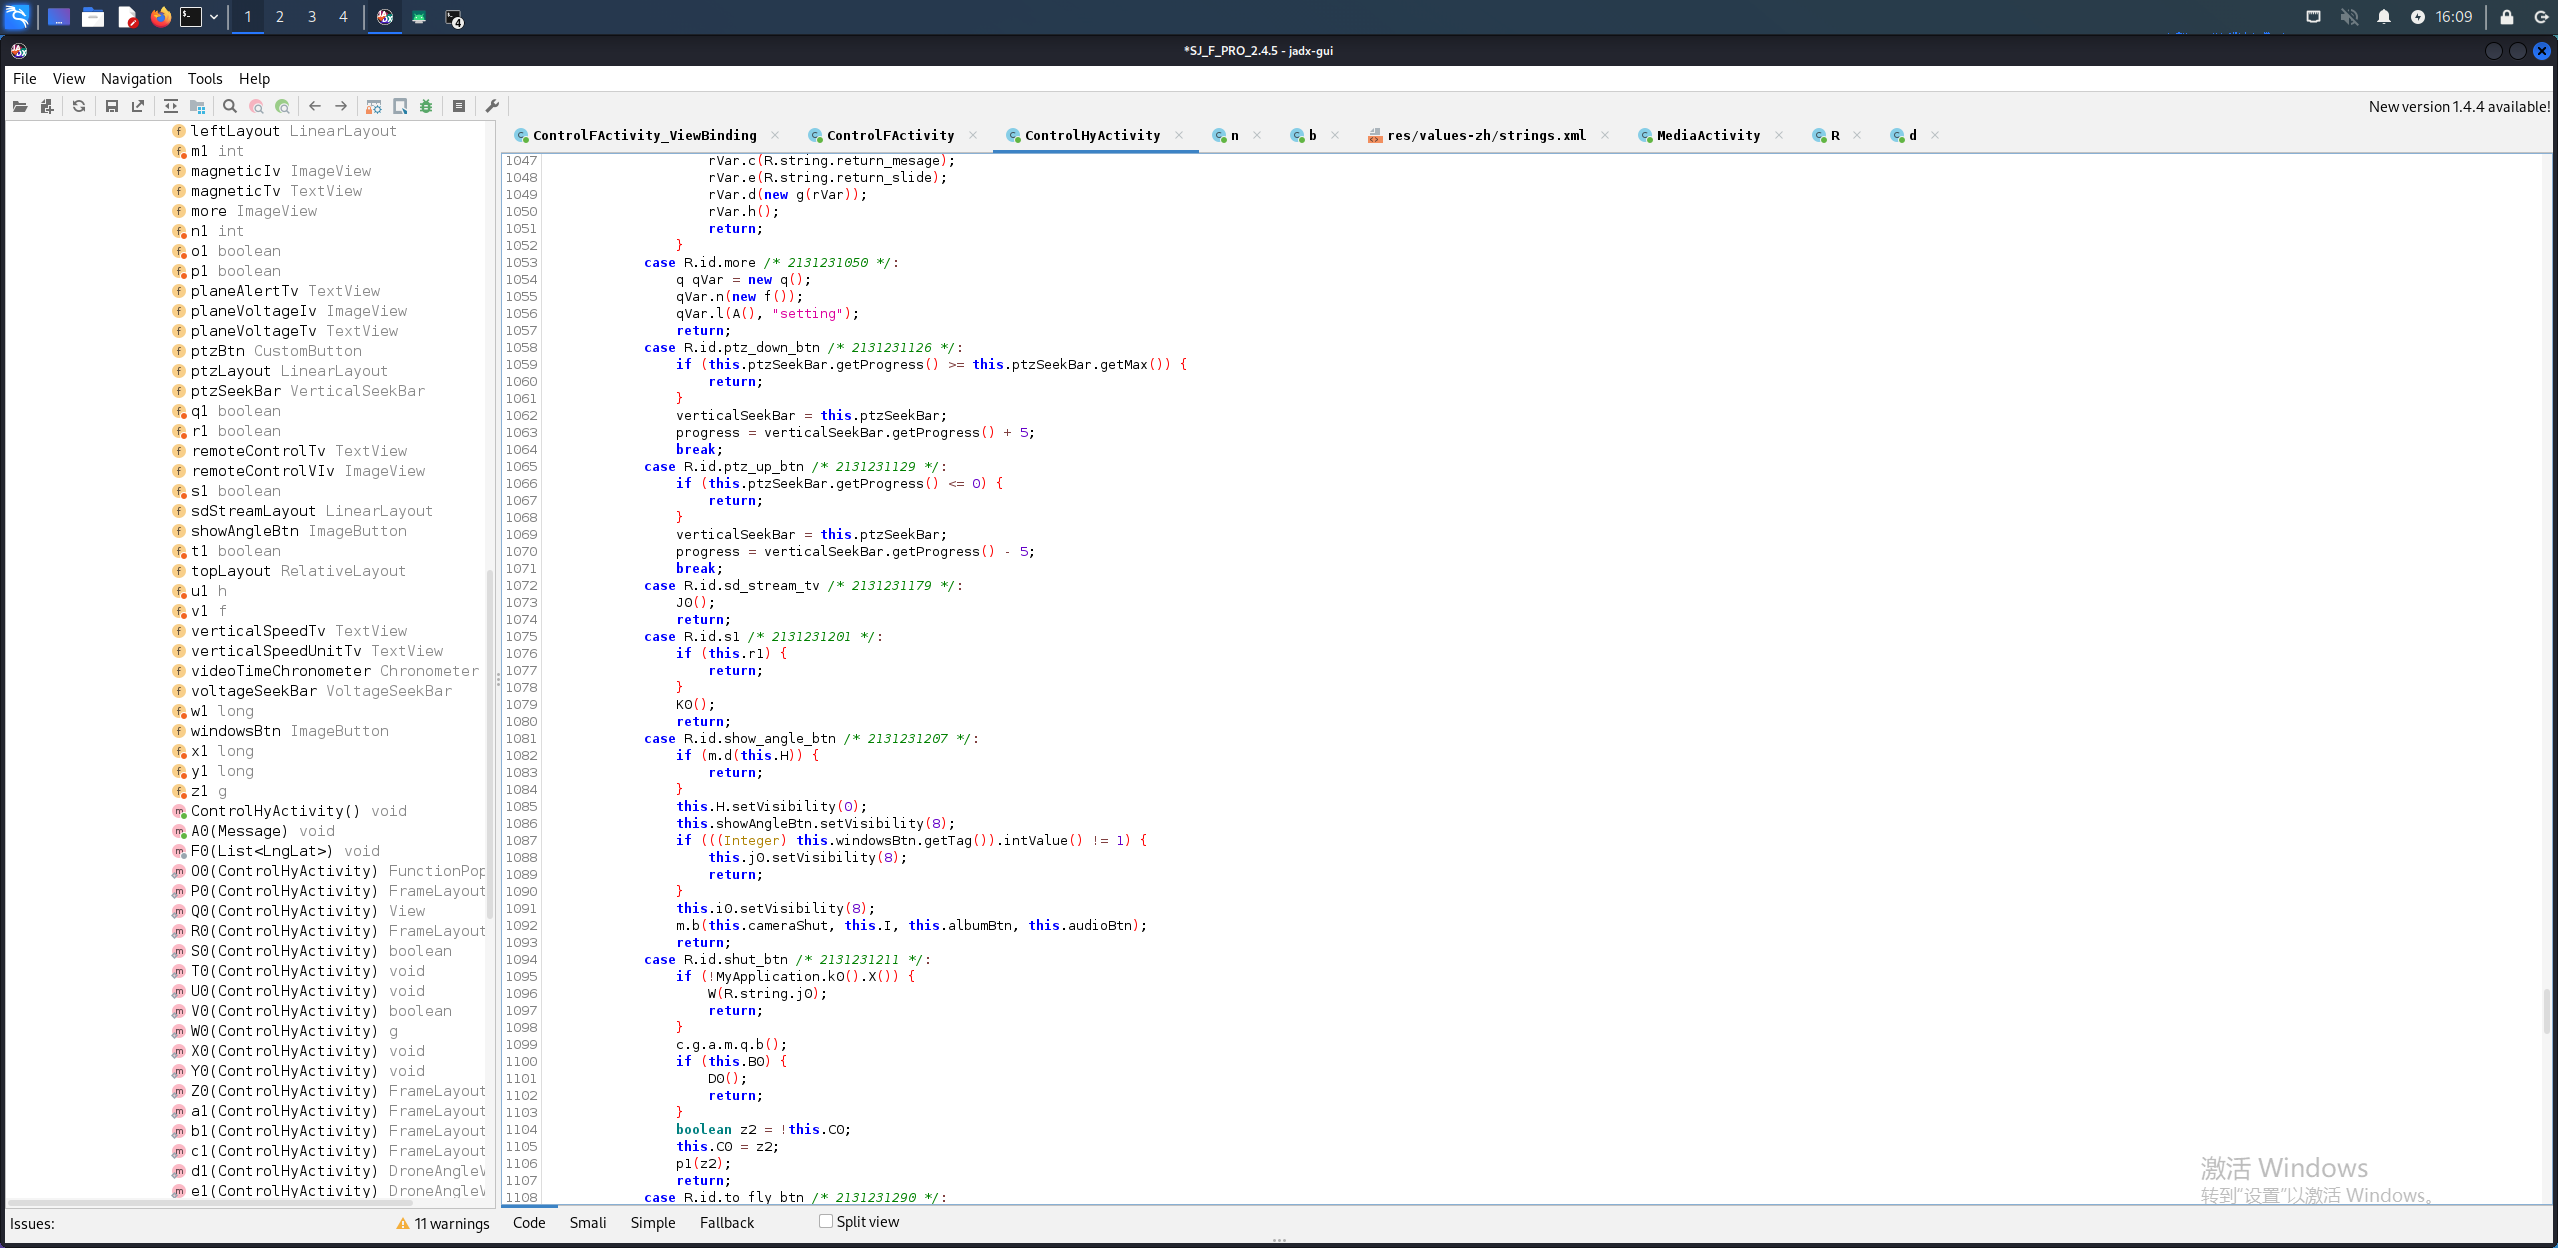 1 2 3 4
4
16:09
*SJ_F_PRO_2.4.5 - jadx-gui
File View Navigation Tools Help
New version 1.4.4 available!
leftLayout LinearLayout
m1 int
magneticIv ImageView
magneticTv TextView
more ImageView
n1 int
o1 boolean
p1 boolean
planeAlertTv TextView
planeVoltageIv ImageView
planeVoltageTv TextView
ptzBtn CustomButton
ptzLayout LinearLayout
ptzSeekBar VerticalSeekBar
q1 boolean
r1 boolean
remoteControlTv TextView
remoteControlVIv ImageView
s1 boolean
sdStreamLayout LinearLayout
showAngleBtn ImageButton
t1 boolean
topLayout RelativeLayout
u1 h
v1 f
verticalSpeedTv TextView
verticalSpeedUnitTv TextView
videoTimeChronometer Chronometer
voltageSeekBar VoltageSeekBar
w1 long
windowsBtn ImageButton
x1 long
y1 long
z1 g
ControlHyActivity() void
A0(Message) void
F0(List<LngLat>) void
O0(ControlHyActivity) FunctionPop
P0(ControlHyActivity) FrameLayout
Q0(ControlHyActivity) View
R0(ControlHyActivity) FrameLayout
S0(ControlHyActivity) boolean
T0(ControlHyActivity) void
U0(ControlHyActivity) void
V0(ControlHyActivity) boolean
W0(ControlHyActivity) g
X0(ControlHyActivity) void
Y0(ControlHyActivity) void
Z0(ControlHyActivity) FrameLayout
a1(ControlHyActivity) FrameLayout
b1(ControlHyActivity) FrameLayout
c1(ControlHyActivity) FrameLayout
d1(ControlHyActivity) DroneAngleV
e1(ControlHyActivity) DroneAngleV
Issues: 11 warnings
ControlFActivity_ViewBinding ControlFActivity ControlHyActivity n b res/values-zh/strings.xml MediaActivity R d
1047 rVar.c(R.string.return_mesage);
1048 rVar.e(R.string.return_slide);
1049 rVar.d(new g(rVar));
1050 rVar.h();
1051 return;
1052 }
1053 case R.id.more /* 2131231050 */:
1054 q qVar = new q();
1055 qVar.n(new f());
1056 qVar.l(A(), "setting");
1057 return;
1058 case R.id.ptz_down_btn /* 2131231126 */:
1059 if (this.ptzSeekBar.getProgress() >= this.ptzSeekBar.getMax()) {
1060 return;
1061 }
1062 verticalSeekBar = this.ptzSeekBar;
1063 progress = verticalSeekBar.getProgress() + 5;
1064 break;
1065 case R.id.ptz_up_btn /* 2131231129 */:
1066 if (this.ptzSeekBar.getProgress() <= 0) {
1067 return;
1068 }
1069 verticalSeekBar = this.ptzSeekBar;
1070 progress = verticalSeekBar.getProgress() - 5;
1071 break;
1072 case R.id.sd_stream_tv /* 2131231179 */:
1073 J0();
1074 return;
1075 case R.id.s1 /* 2131231201 */:
1076 if (this.r1) {
1077 return;
1078 }
1079 K0();
1080 return;
1081 case R.id.show_angle_btn /* 2131231207 */:
1082 if (m.d(this.H)) {
1083 return;
1084 }
1085 this.H.setVisibility(0);
1086 this.showAngleBtn.setVisibility(8);
1087 if (((Integer) this.windowsBtn.getTag()).intValue() != 1) {
1088 this.j0.setVisibility(8);
1089 return;
1090 }
1091 this.i0.setVisibility(8);
1092 m.b(this.cameraShut, this.I, this.albumBtn, this.audioBtn);
1093 return;
1094 case R.id.shut_btn /* 2131231211 */:
1095 if (!MyApplication.k0().X()) {
1096 W(R.string.j0);
1097 return;
1098 }
1099 c.g.a.m.q.b();
1100 if (this.B0) {
1101 D0();
1102 return;
1103 }
1104 boolean z2 = !this.C0;
1105 this.C0 = z2;
1106 p1(z2);
1107 return;
1108 case R.id.to_fly_btn /* 2131231290 */:
激活 Windows
转到"设置"以激活 Windows。
Code Smali Simple Fallback Split view